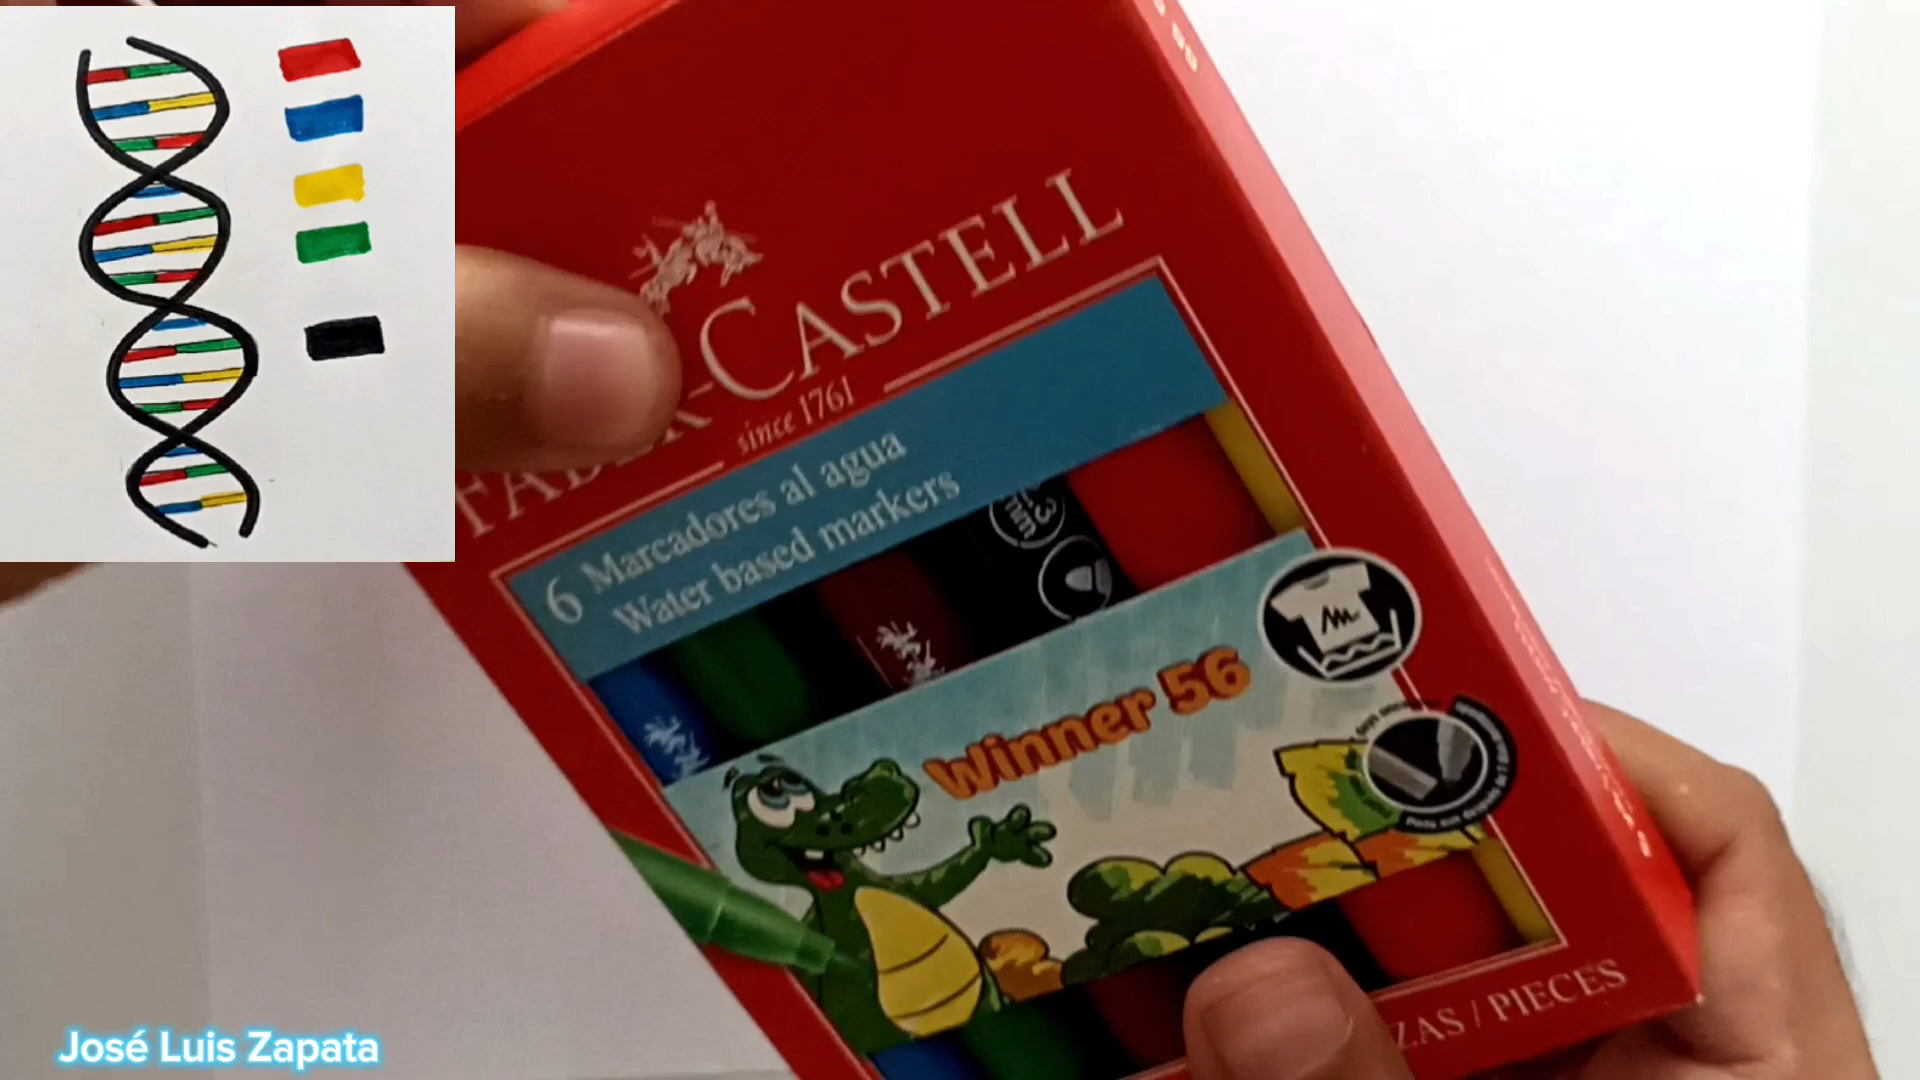 FABER-CASTELL
since 1761
6 Marcadores al agua
Water based markers
Winner 56
ZAS / PIECES
José Luis Zapata